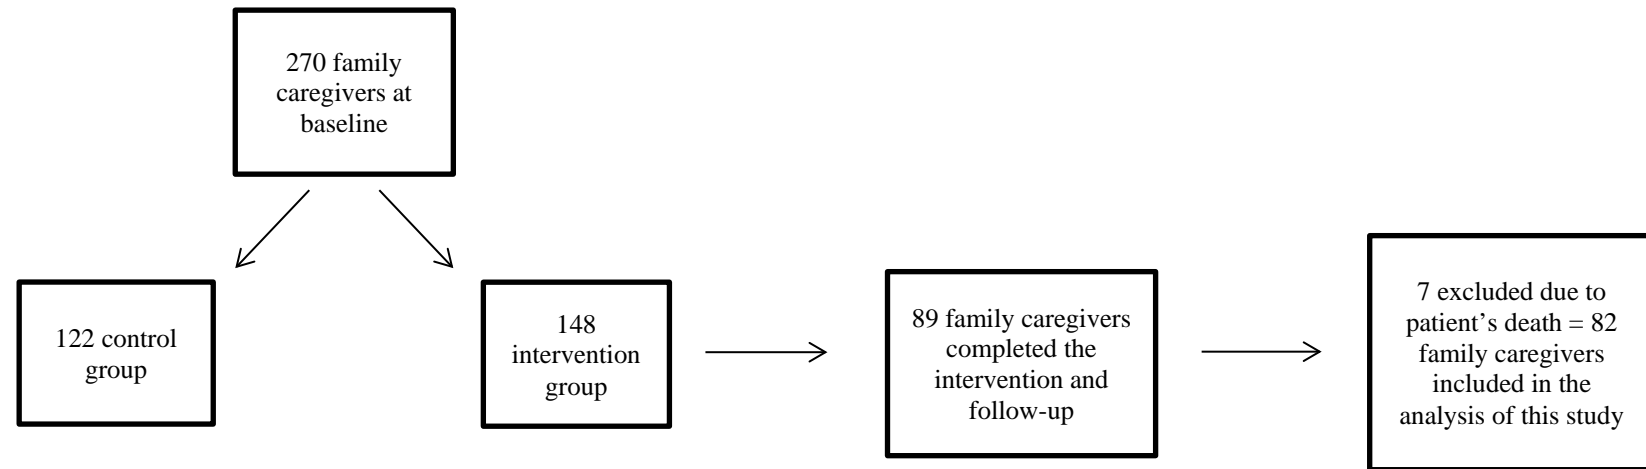 270 family
caregivers at
baseline
122 control
group
148
intervention
group
89 family caregivers
completed the
intervention and
follow-up
7 excluded due to
patient’s death = 82
family caregivers
included in the
analysis of this study